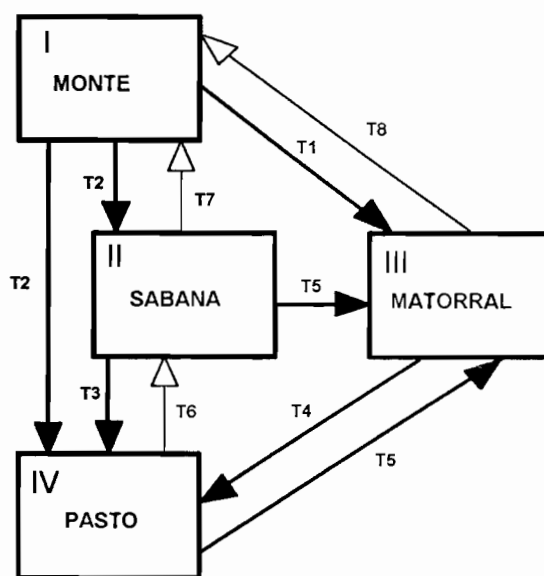 I
MONTE
T1
T8
T2
T7
T2
II
SABANA
T5
III
MATORRAL
T3
T6
T4
T5
IV
PASTO